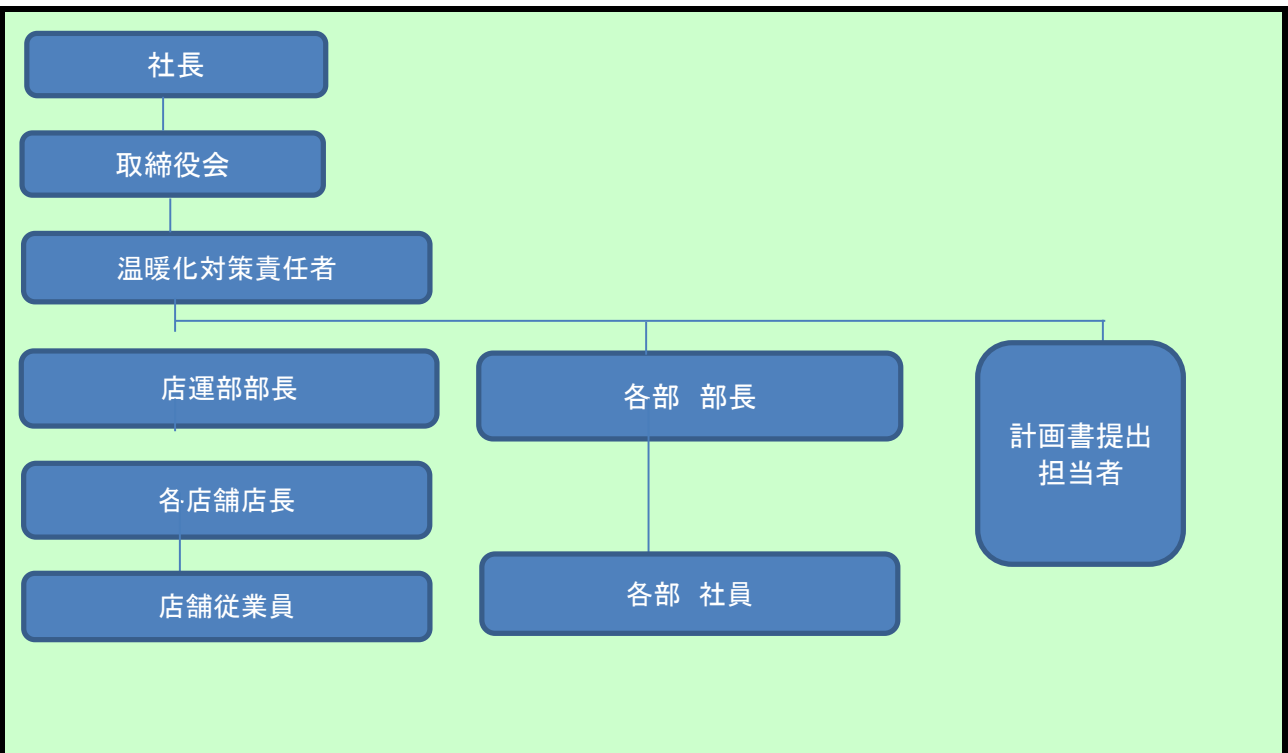 社長
取締役会
温暖化対策責任者
店運部部長
各部 部長
計画書提出
担当者
各店舗店長
店舗従業員
各部 社員